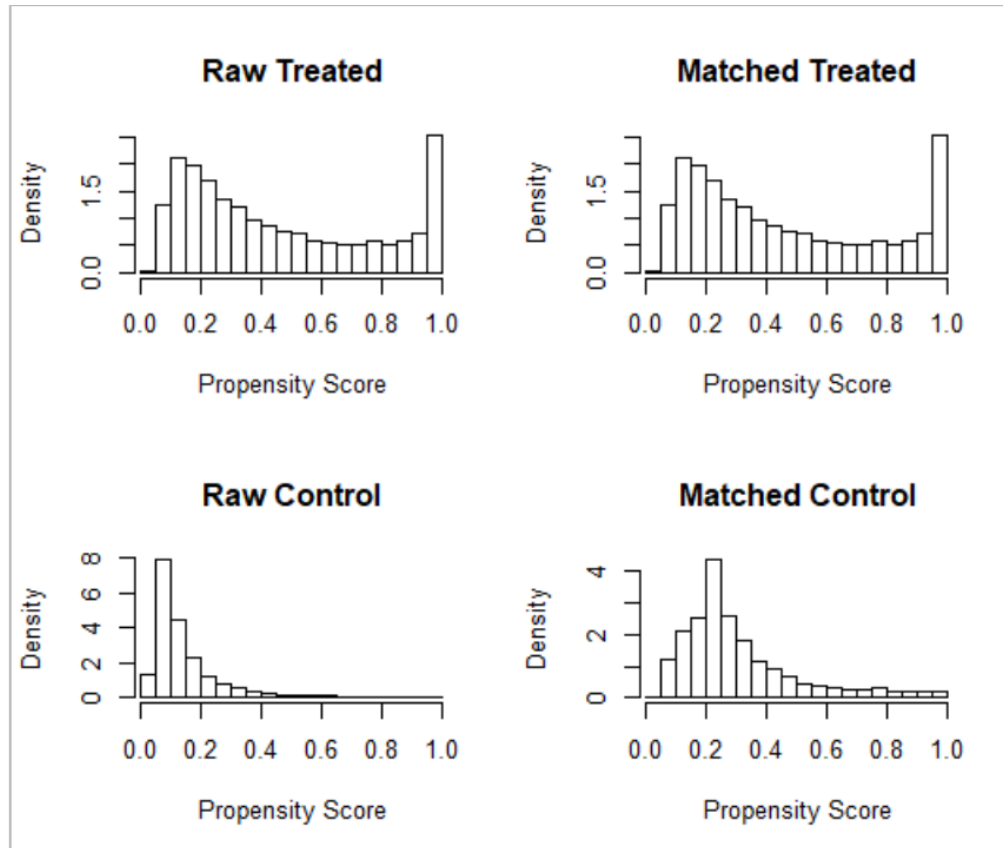 Raw Treated
Density
0.0
1.5
0.0 0.2 0.4 0.6 0.8 1.0
Propensity Score
Matched Treated
Density
0.0
1.5
0.0 0.2 0.4 0.6 0.8 1.0
Propensity Score
Raw Control
Density
0
2
4
6
8
0.0 0.2 0.4 0.6 0.8 1.0
Propensity Score
Matched Control
Density
0
2
4
0.0 0.2 0.4 0.6 0.8 1.0
Propensity Score